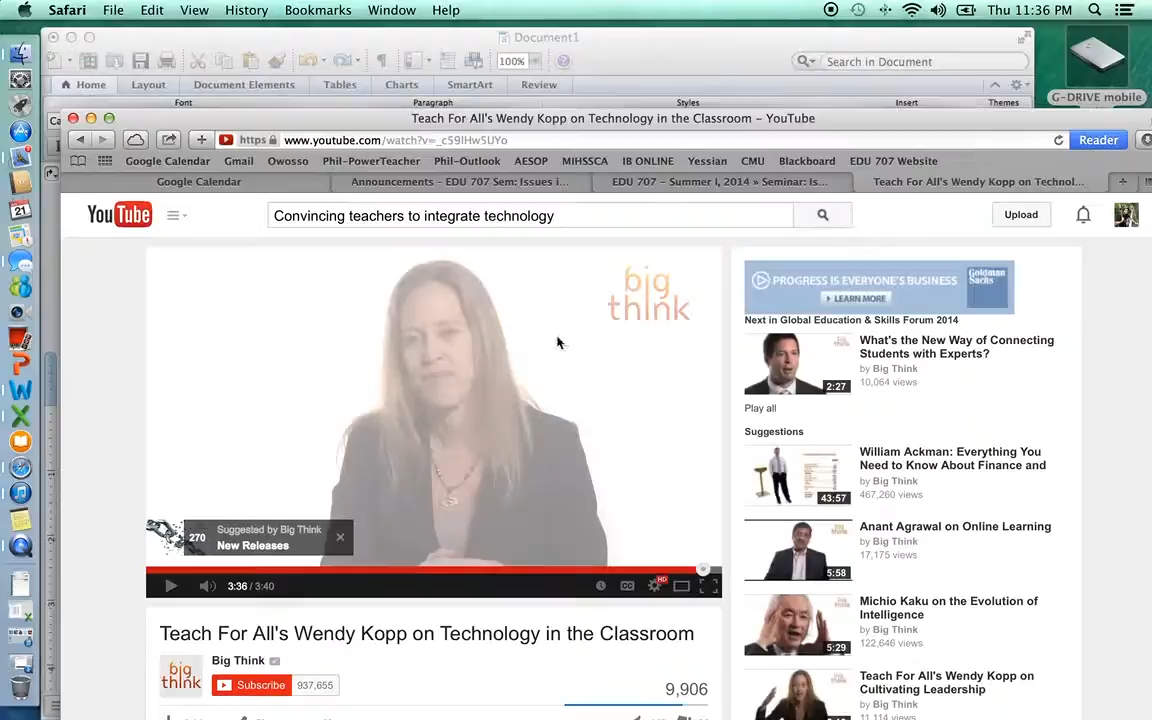 Safari File Edit View History Bookmarks Window Help Thu 11:36 PM
Document1
100% Search in Document
Home Layout Document Elements Tables Charts SmartArt Review
Font Paragraph Styles Insert Themes
G-DRIVE mobile
Teach For All's Wendy Kopp on Technology in the Classroom – YouTube
https www.youtube.com/watch?v=_c59IHw5UYo Reader
Google Calendar Gmail Owosso Phil-PowerTeacher Phil-Outlook AESOP MIHSSCA IB ONLINE Yessian CMU Blackboard EDU 707 Website
Google Calendar Announcements – EDU 707 Sem: Issues i... EDU 707 – Summer I, 2014 » Seminar: Is... Teach For All's Wendy Kopp on Technol...
YouTube Convincing teachers to integrate technology Upload
big
think
270 Suggested by Big Think
New Releases
3:36 / 3:40 CC HD
Teach For All's Wendy Kopp on Technology in the Classroom
big
think
Big Think
Subscribe 937,655
9,906
PROGRESS IS EVERYONE'S BUSINESS
LEARN MORE
Goldman
Sachs
Next in Global Education & Skills Forum 2014
What's the New Way of Connecting
Students with Experts?
by Big Think
10,064 views
2:27
Play all
Suggestions
William Ackman: Everything You
Need to Know About Finance and
by Big Think
467,260 views
43:57
Anant Agrawal on Online Learning
by Big Think
17,175 views
5:58
Michio Kaku on the Evolution of
Intelligence
by Big Think
122,646 views
5:29
Teach For All's Wendy Kopp on
Cultivating Leadership
by Big Think
11,114 views